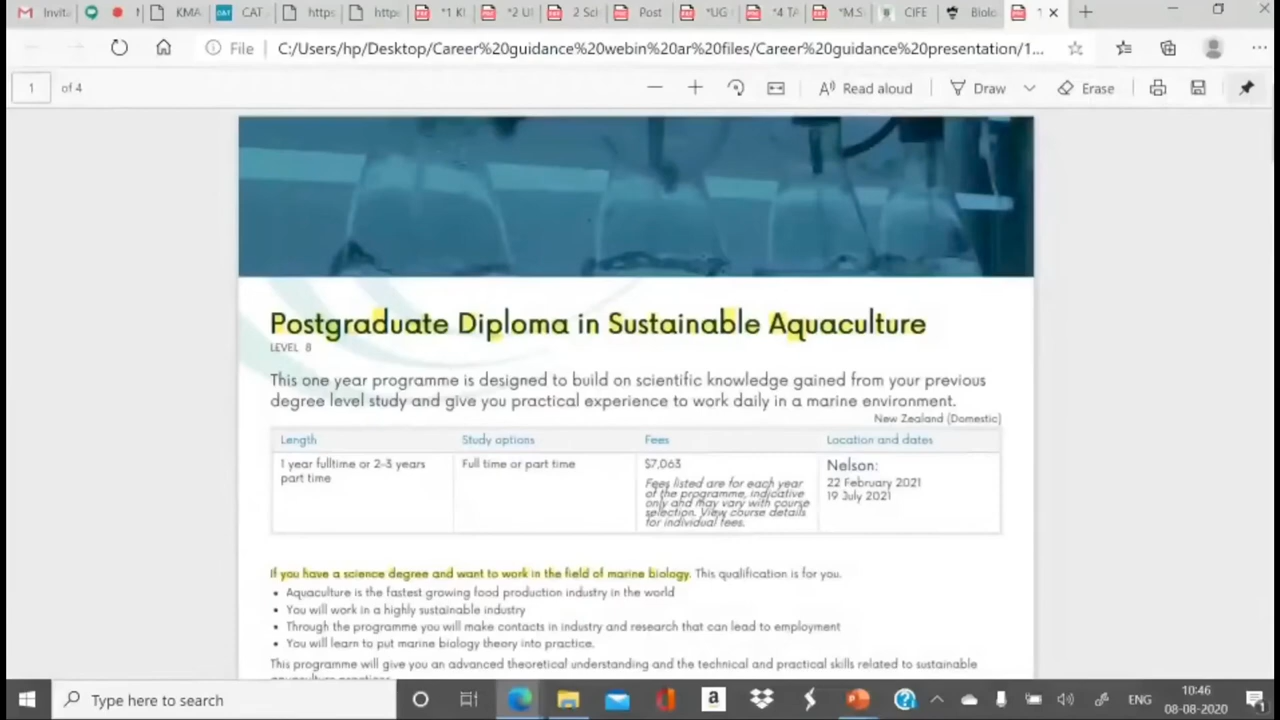 Invita
KMA
CAT
https
https
*1 KI
*2 U
2 Sci
Post
*UG
*4 TA
*M.S
CIFE
Biolo
File C:/Users/hp/Desktop/Career%20guidance%20webin%20ar%20files/Career%20guidance%20presentation/1...
1 of 4 Read aloud Draw Erase
Postgraduate Diploma in Sustainable Aquaculture
LEVEL 8
This one year programme is designed to build on scientific knowledge gained from your previous
degree level study and give you practical experience to work daily in a marine environment.
New Zealand (Domestic)
Length Study options Fees Location and dates
1 year fulltime or 2-3 years
part time
Full time or part time
$7,063
Fees listed are for each year
of the programme, indicative
only and may vary with course
selection. View course details
for individual fees.
Nelson:
22 February 2021
19 July 2021
If you have a science degree and want to work in the field of marine biology. This qualification is for you.
• Aquaculture is the fastest growing food production industry in the world
• You will work in a highly sustainable industry
• Through the programme you will make contacts in industry and research that can lead to employment
• You will learn to put marine biology theory into practice.
This programme will give you an advanced theoretical understanding and the technical and practical skills related to sustainable
Type here to search
ENG
10:46
08-08-2020